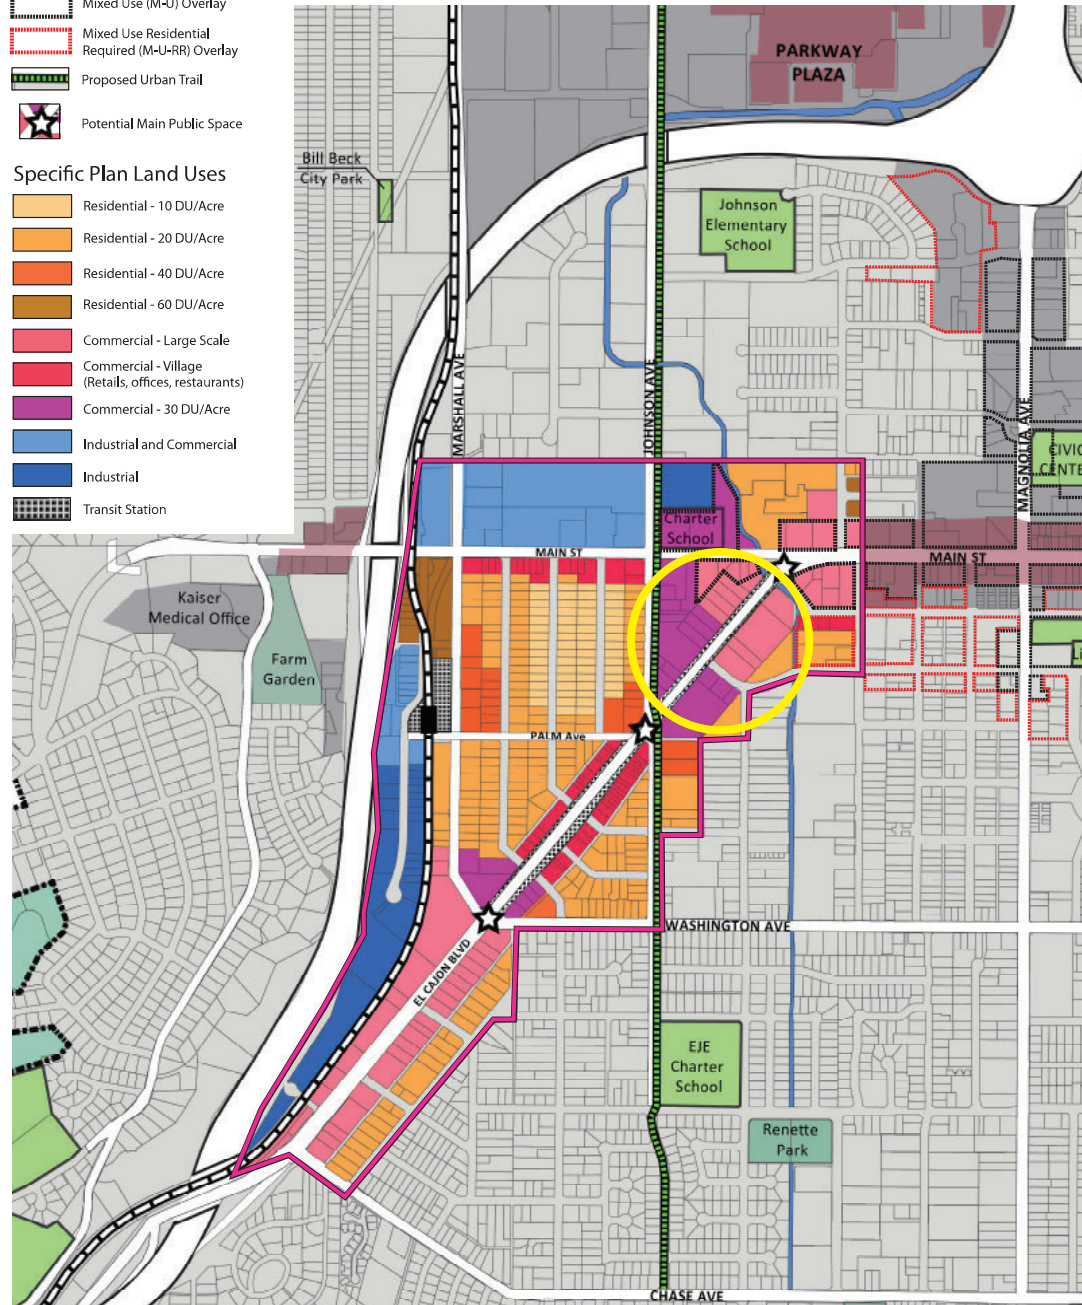 Mixed Use (M-U) Overlay
Mixed Use Residential
Required (M-U-RR) Overlay
Proposed Urban Trail
Potential Main Public Space
Specific Plan Land Uses
Residential - 10 DU/Acre
Residential - 20 DU/Acre
Residential - 40 DU/Acre
Residential - 60 DU/Acre
Commercial - Large Scale
Commercial - Village
(Retails, offices, restaurants)
Commercial - 30 DU/Acre
Industrial and Commercial
Industrial
Transit Station
PARKWAY
PLAZA
Bill Beck
City Park
Johnson
Elementary
School
MARSHALL AVE
JOHNSON AVE
MAGNOLIA AVE
CIVIC
CENTE
Charter
School
MAIN ST
MAIN ST
Kaiser
Medical Office
Farm
Garden
PALM Ave
WASHINGTON AVE
EL CAJON BLVD
EJE
Charter
School
Renette
Park
CHASE AVE